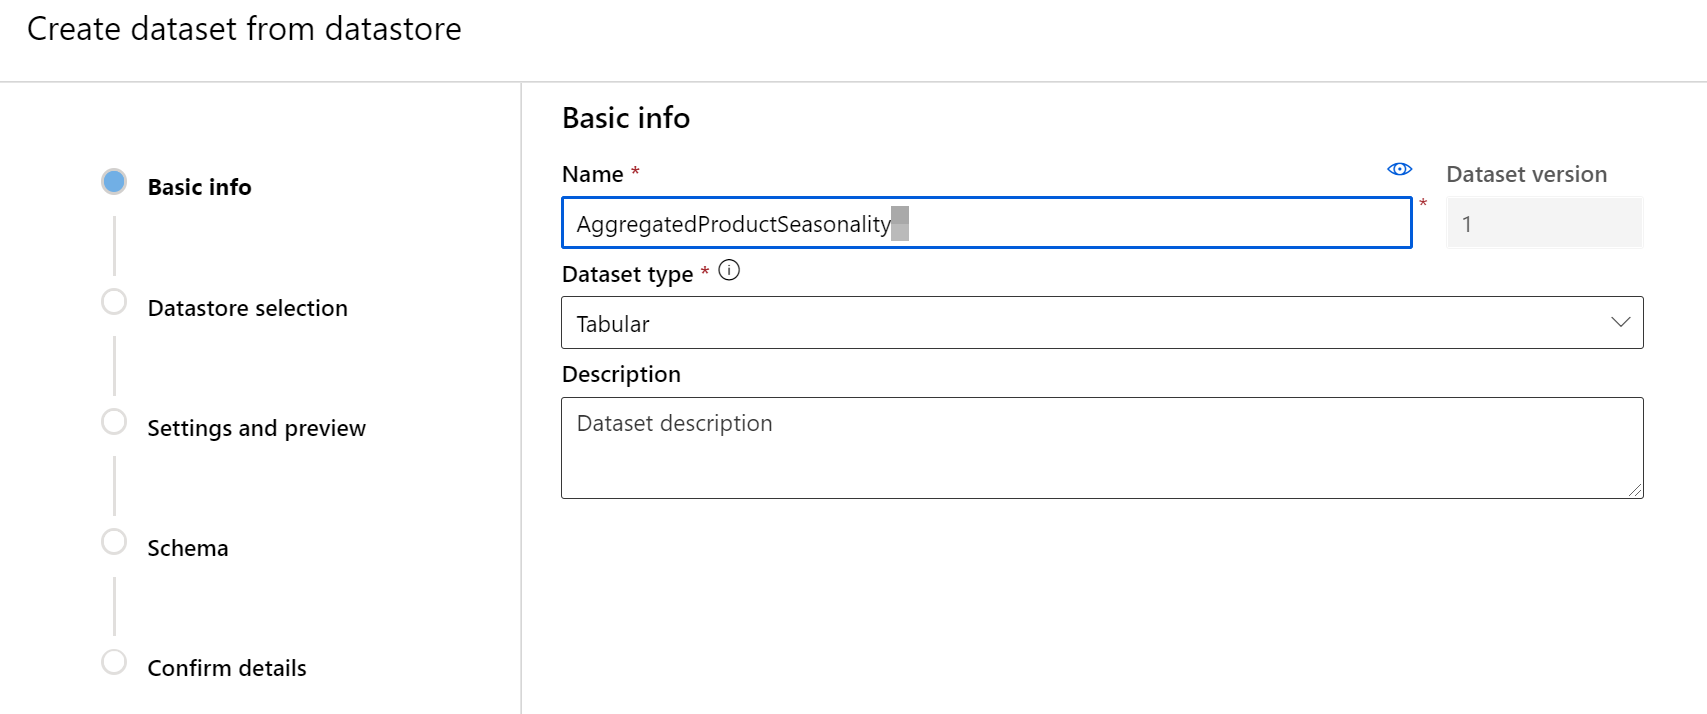 Create dataset from datastore
Basic info
Datastore selection
Settings and preview
Schema
Confirm details
Basic info
Name *
Dataset version
AggregatedProductSeasonality
*
1
Dataset type *
Tabular
Description
Dataset description